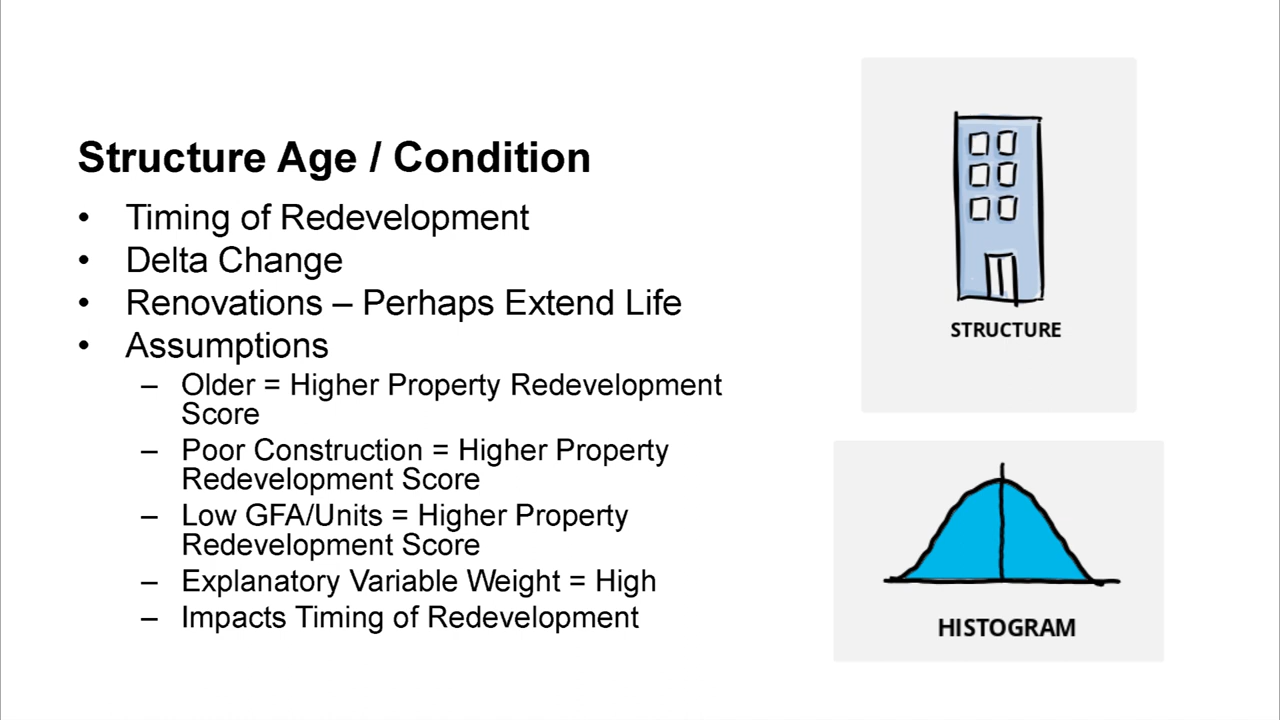 Structure Age / Condition
• Timing of Redevelopment
• Delta Change
• Renovations – Perhaps Extend Life
• Assumptions
– Older = Higher Property Redevelopment
Score
– Poor Construction = Higher Property
Redevelopment Score
– Low GFA/Units = Higher Property
Redevelopment Score
– Explanatory Variable Weight = High
– Impacts Timing of Redevelopment
STRUCTURE
HISTOGRAM